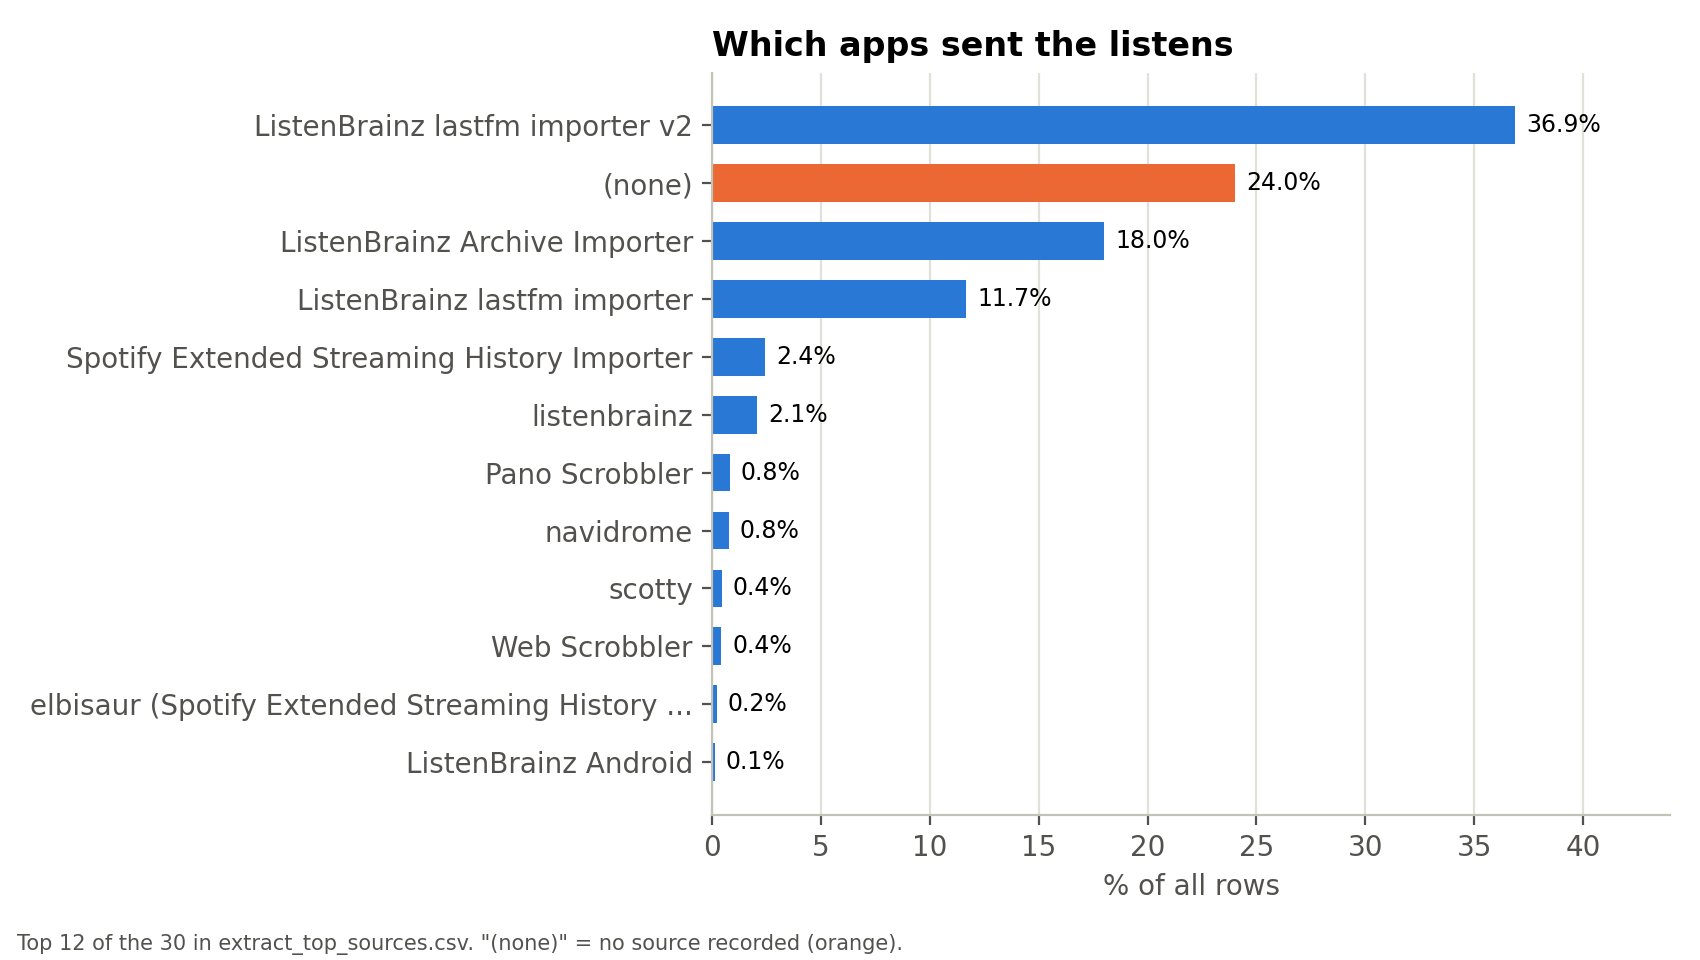 Which apps sent the listens
ListenBrainz lastfm importer v2 36.9%
(none) 24.0%
ListenBrainz Archive Importer 18.0%
ListenBrainz lastfm importer 11.7%
Spotify Extended Streaming History Importer 2.4%
listenbrainz 2.1%
Pano Scrobbler 0.8%
navidrome 0.8%
scotty 0.4%
Web Scrobbler 0.4%
elbisaur (Spotify Extended Streaming History ... 0.2%
ListenBrainz Android 0.1%
0 5 10 15 20 25 30 35 40
% of all rows
Top 12 of the 30 in extract_top_sources.csv. "(none)" = no source recorded (orange).